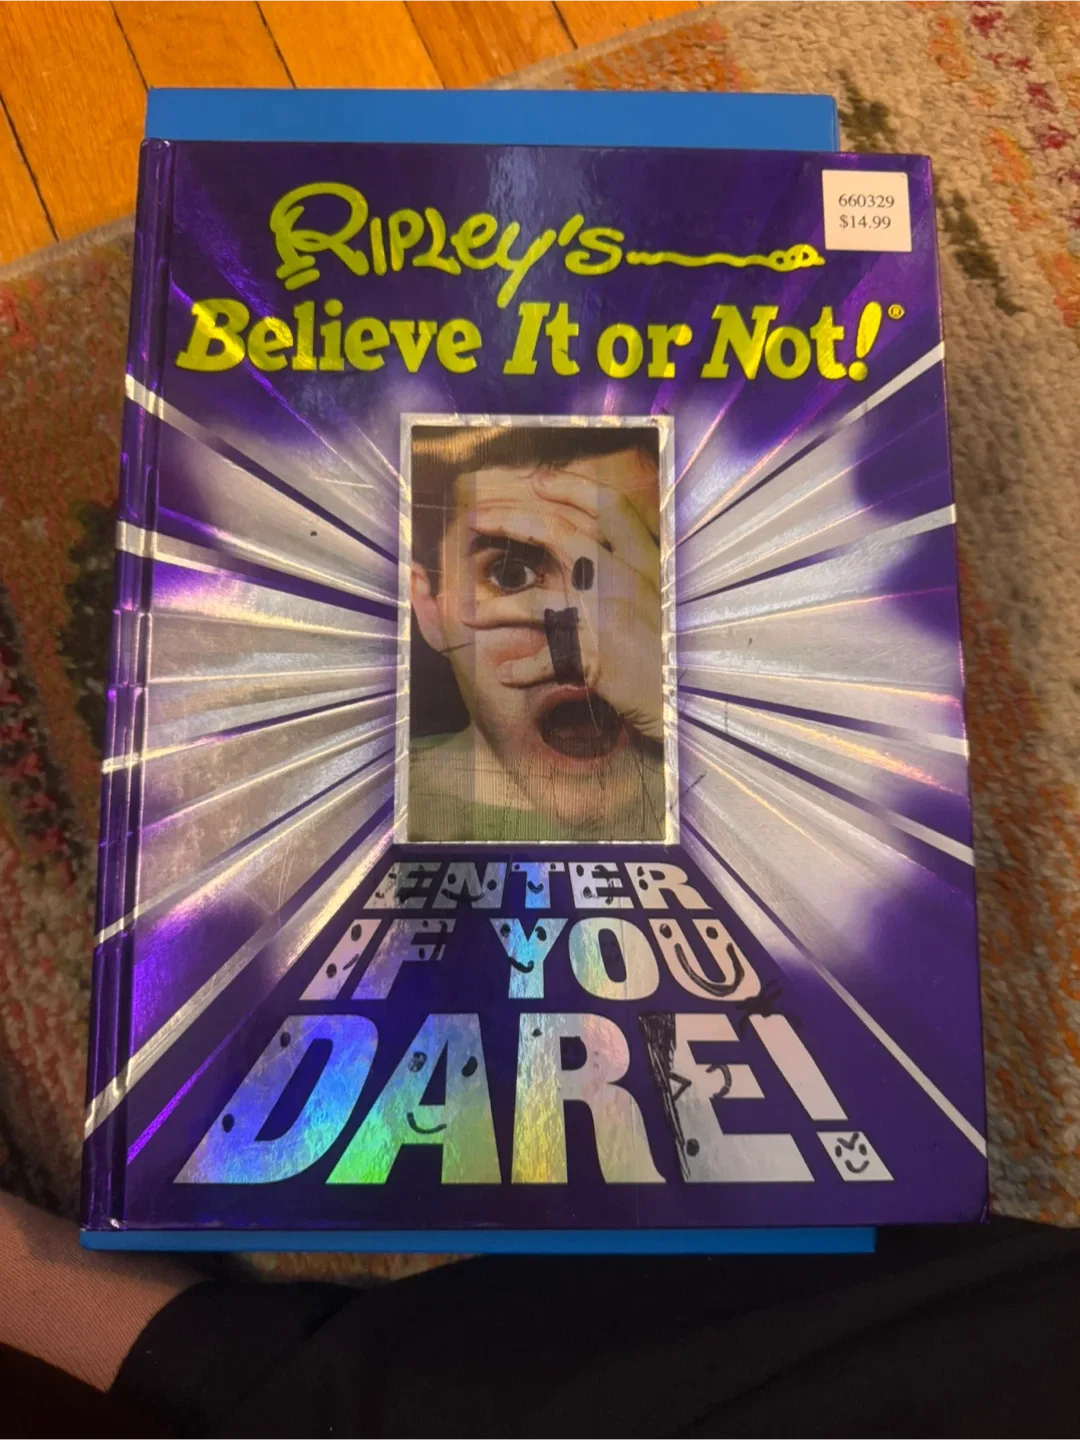 660329
$14.99
RIPLEy's
Believe It or Not!®
ENTER
IF YOU
DARE!